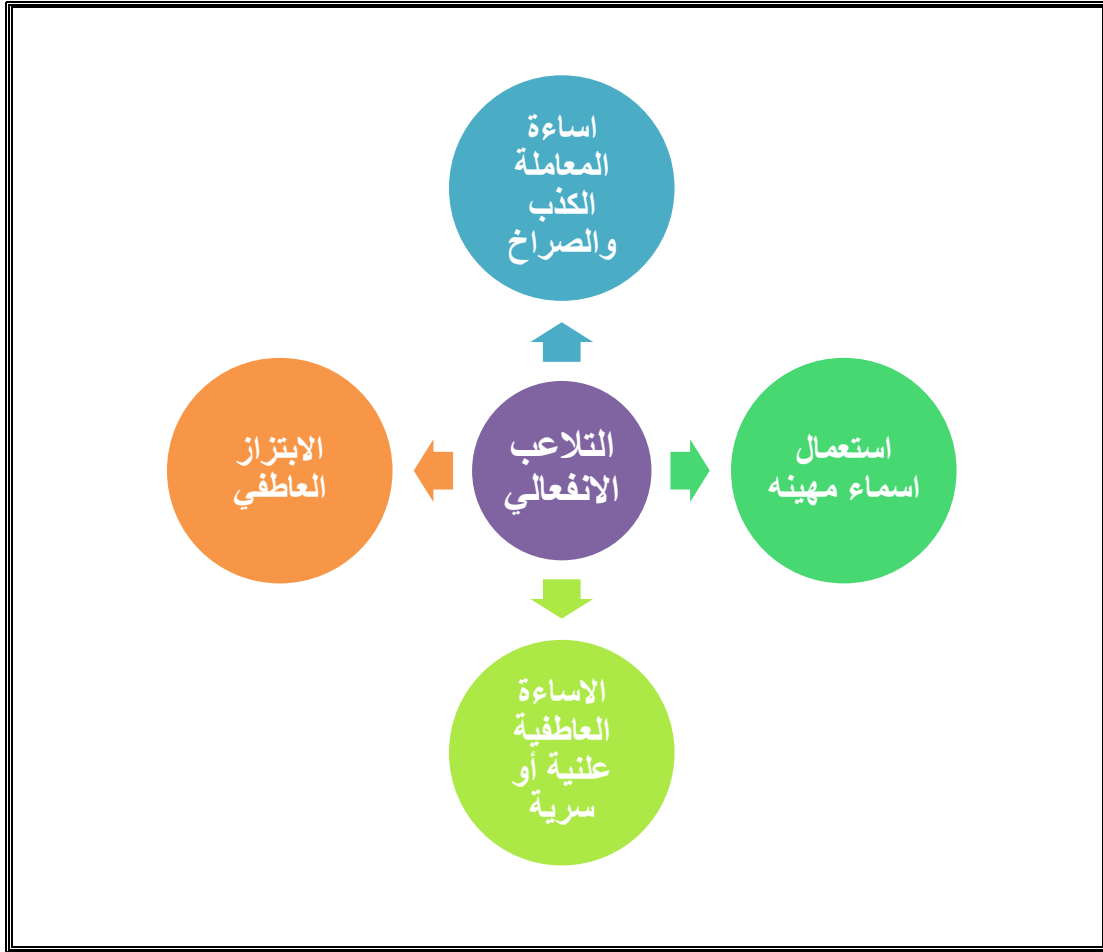 اساءة
المعاملة
الكذب
والصراخ
التلاعب
الانفعالي
استعمال
اسماء مهينه
الاساءة
العاطفية
علنية أو
سرية
الابتزاز
العاطفي